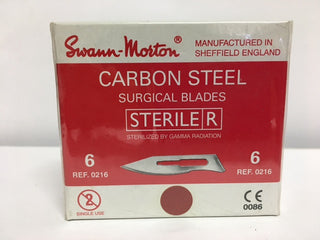 Swann-Morton®
MANUFACTURED IN
SHEFFIELD ENGLAND
CARBON STEEL
SURGICAL BLADES
STERILE R
STERILIZED BY GAMMA RADIATION
6
REF. 0216
6
REF. 0216
2
SINGLE USE
CE
0086